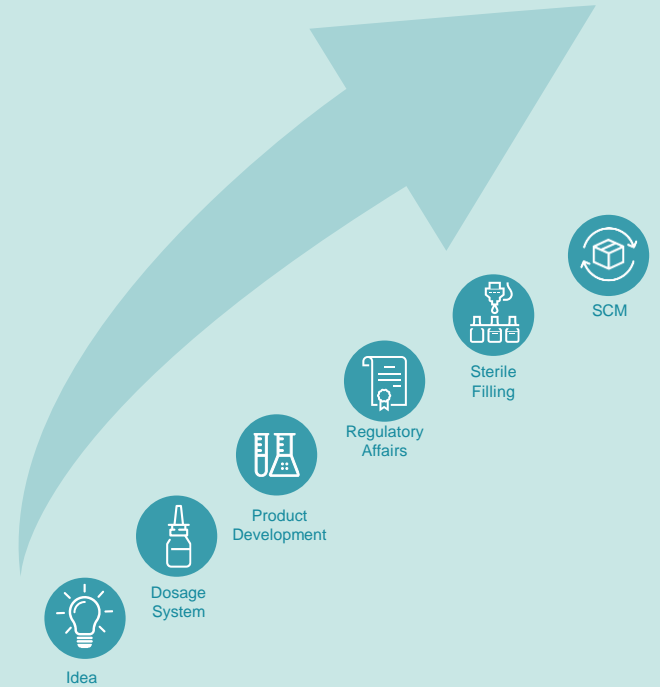 SCM
Sterile
Filling
Regulatory
Affairs
Product
Development
Dosage
System
Idea